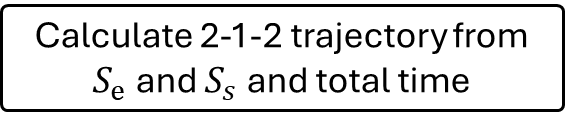 Calculate 2-1-2 trajectory from
Sₑ and Sₛ and total time